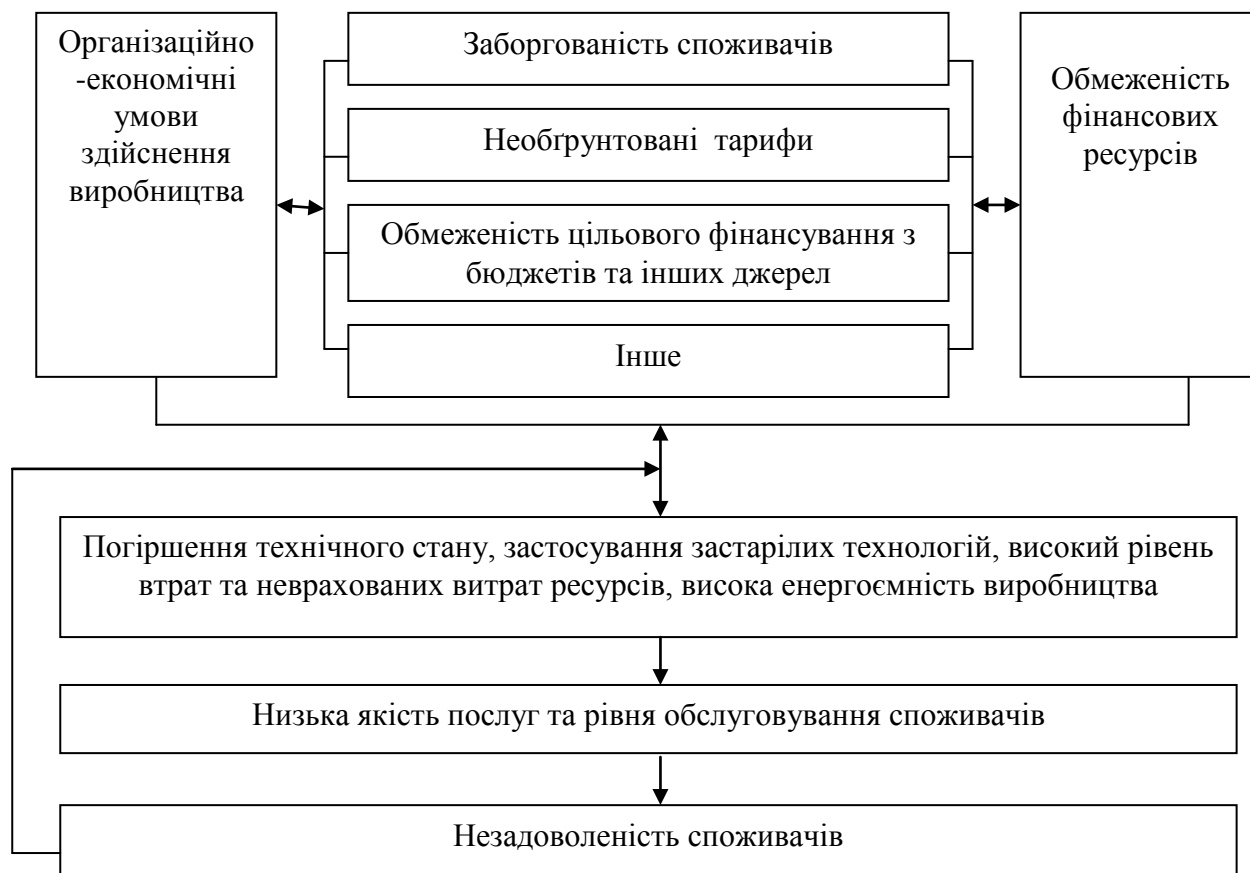 Організаційно
-економічні
умови
здійснення
виробництва
Заборгованість споживачів
Необґрунтовані тарифи
Обмеженість цільового фінансування з
бюджетів та інших джерел
Інше
Обмеженість
фінансових
ресурсів
Погіршення технічного стану, застосування застарілих технологій, високий рівень
втрат та неврахованих витрат ресурсів, висока енергоємність виробництва
Низька якість послуг та рівня обслуговування споживачів
Незадоволеність споживачів